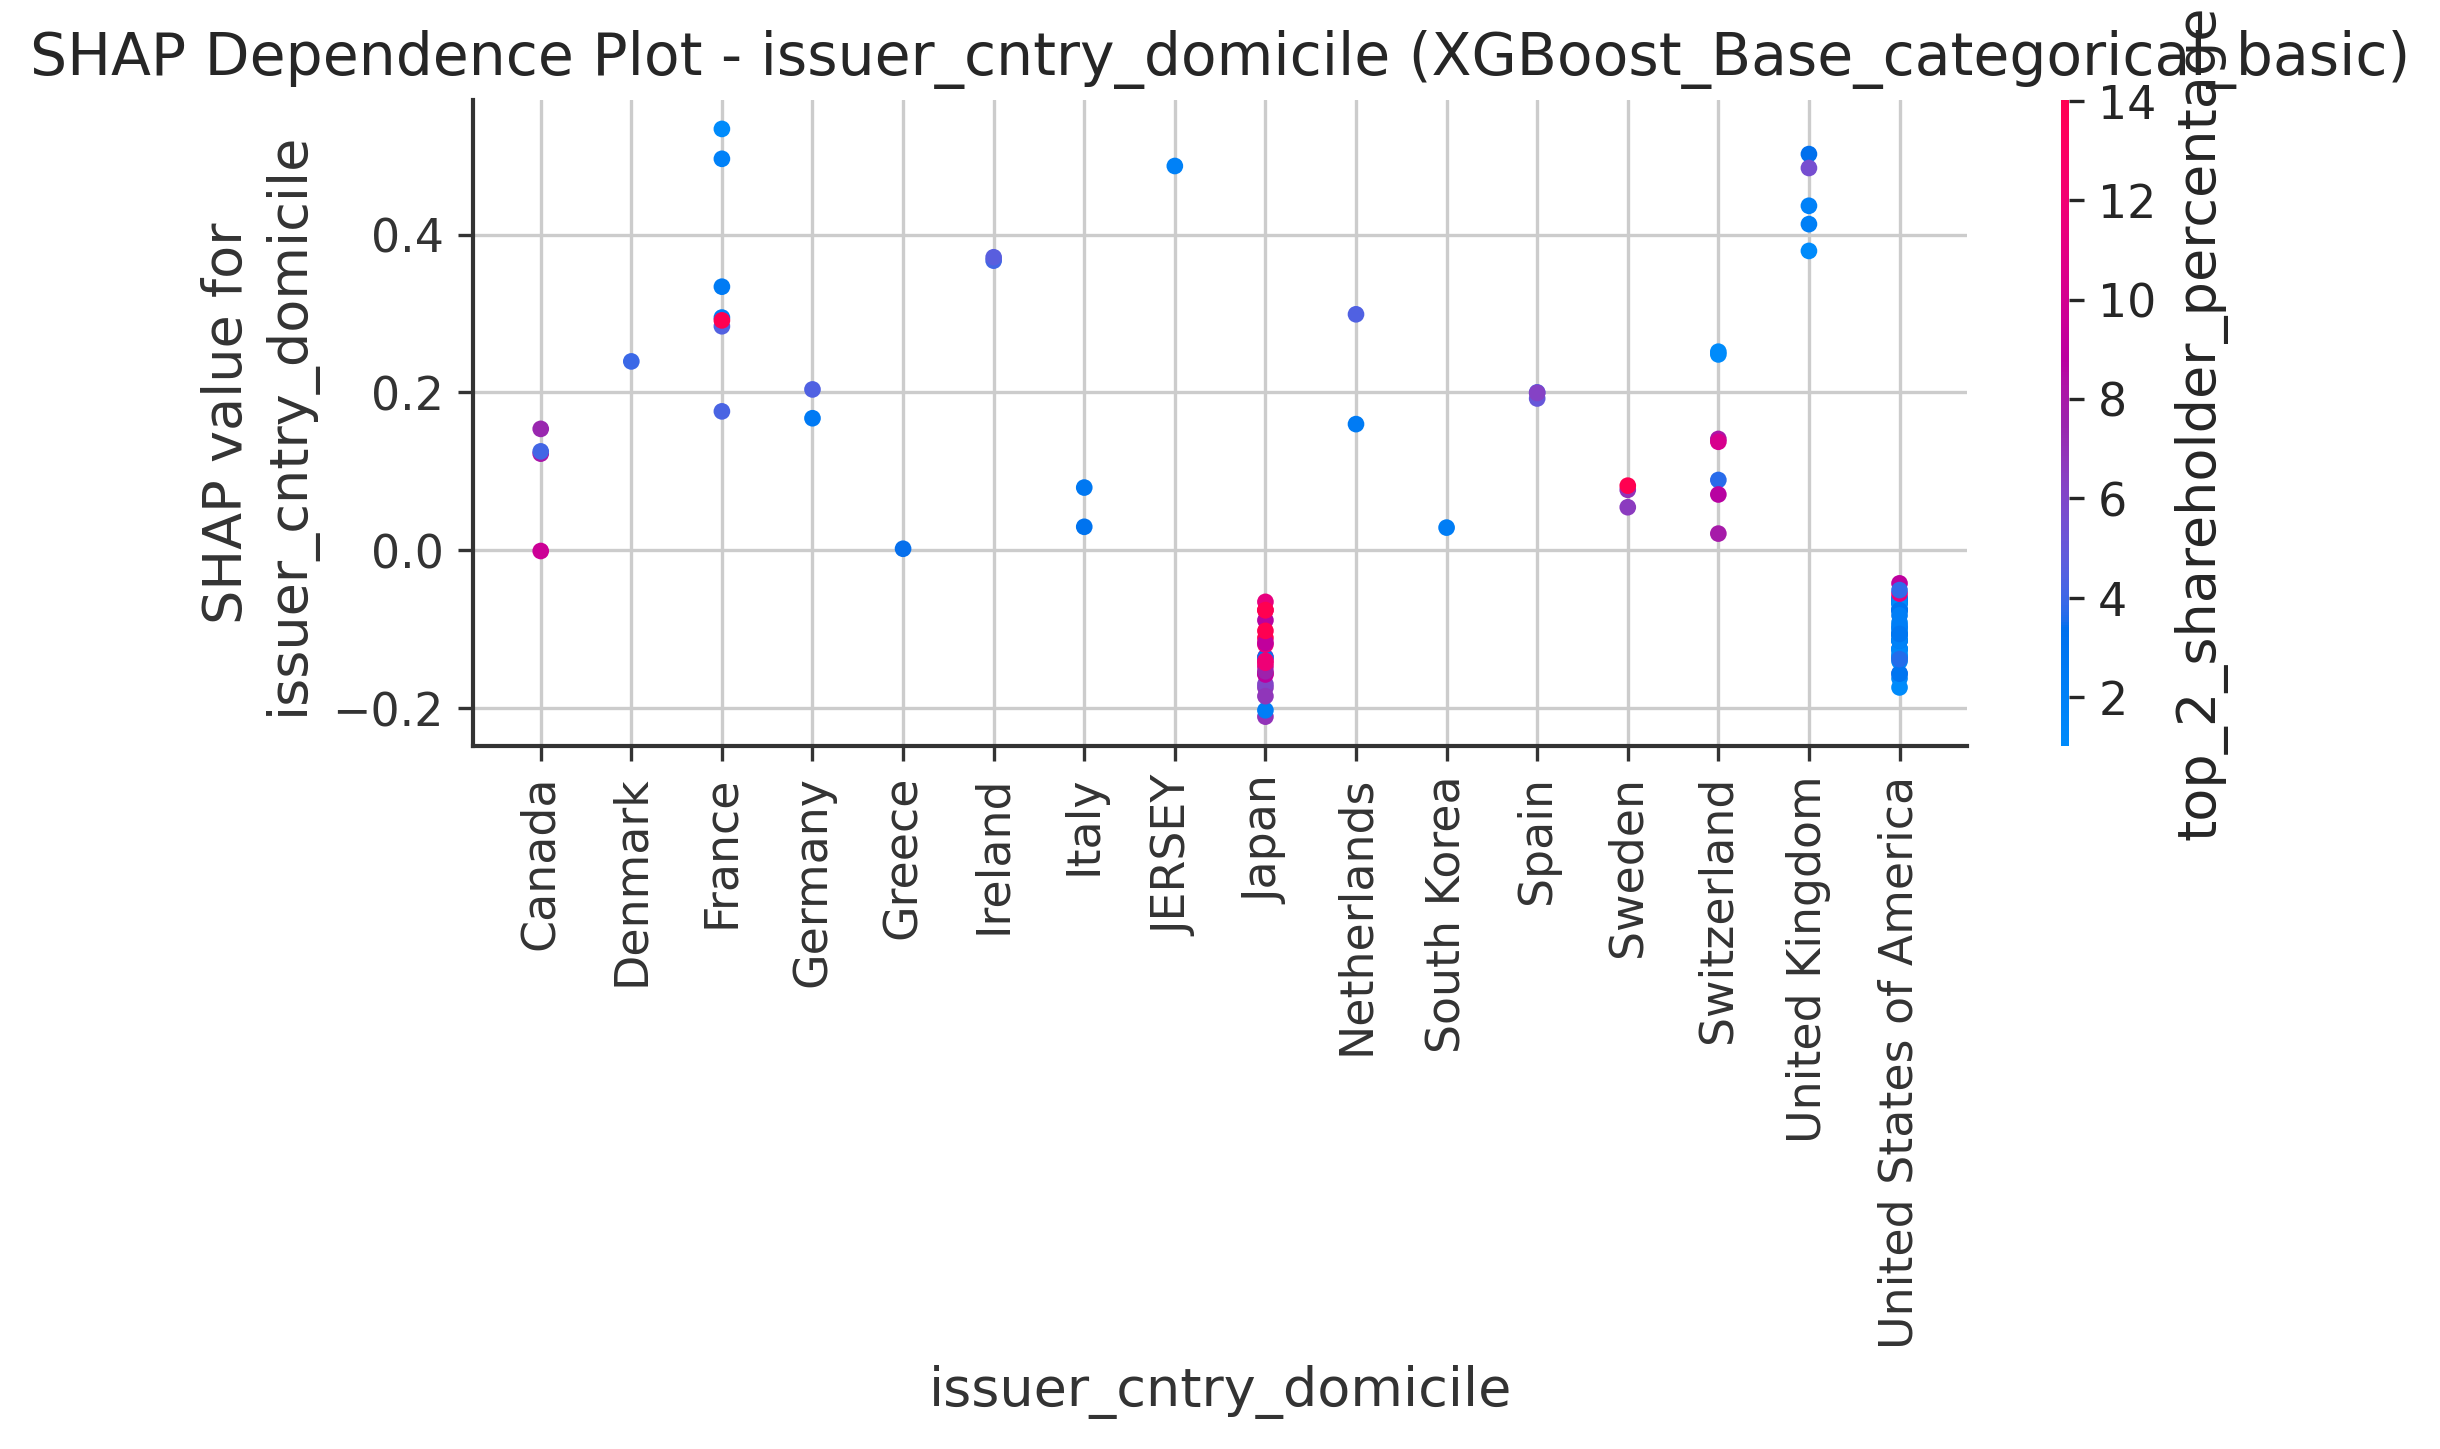 SHAP Dependence Plot - issuer_cntry_domicile (XGBoost_Base_categorical_basic)
SHAP value for
issuer_cntry_domicile
0.4
0.2
0.0
−0.2
Canada
Denmark
France
Germany
Greece
Ireland
Italy
JERSEY
Japan
Netherlands
South Korea
Spain
Sweden
Switzerland
United Kingdom
United States of America
issuer_cntry_domicile
14
12
10
8
6
4
2
top_2_shareholder_percentage